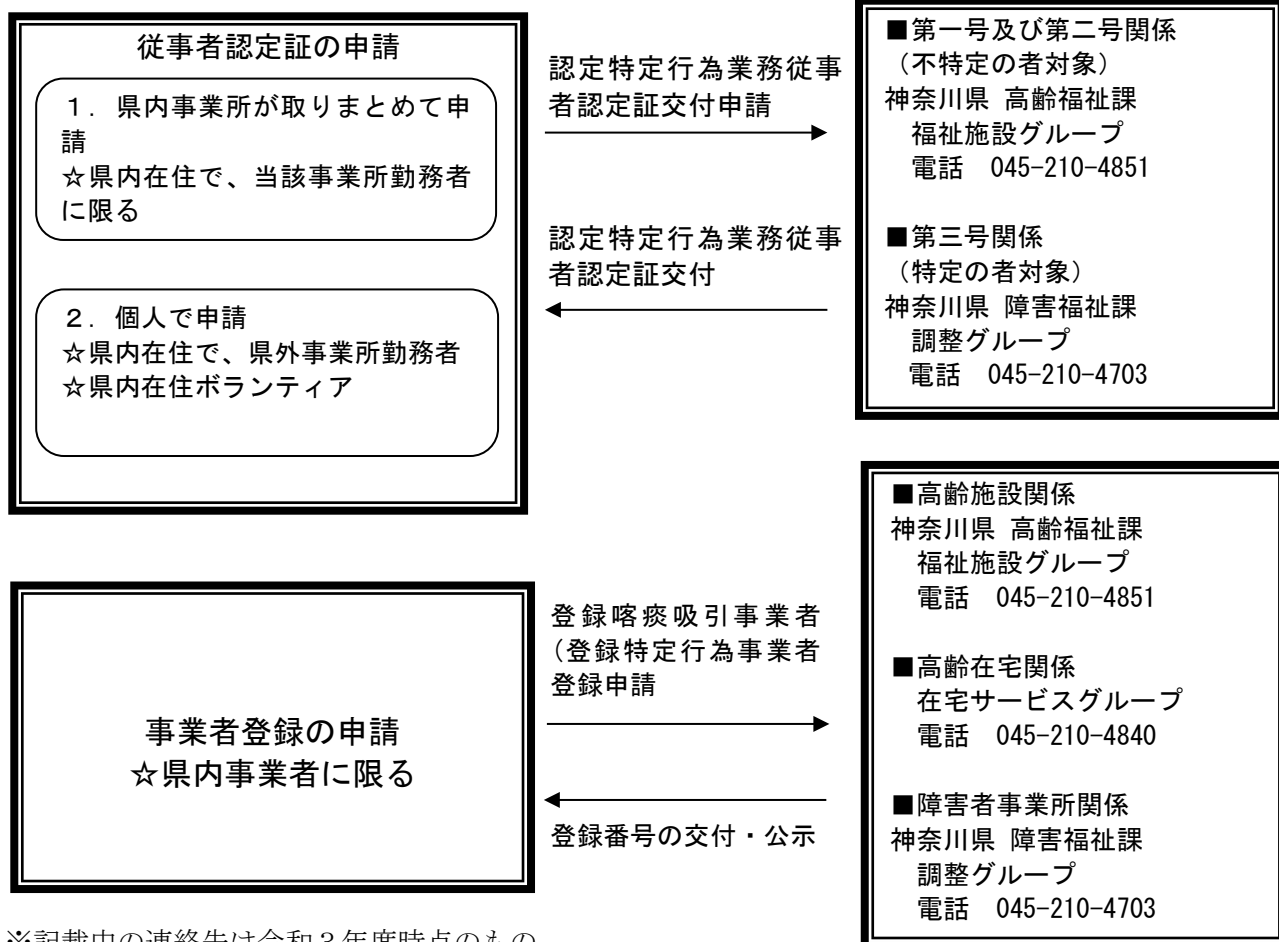 従事者認定証の申請
１．県内事業所が取りまとめて申
請
☆県内在住で、当該事業所勤務者
に限る
２．個人で申請
☆県内在住で、県外事業所勤務者
☆県内在住ボランティア
認定特定行為業務従事
者認定証交付申請
認定特定行為業務従事
者認定証交付
■第一号及び第二号関係
（不特定の者対象）
神奈川県 高齢福祉課
福祉施設グループ
電話 045-210-4851
■第三号関係
（特定の者対象）
神奈川県 障害福祉課
調整グループ
電話 045-210-4703
事業者登録の申請
☆県内事業者に限る
登録喀痰吸引事業者
（登録特定行為事業者
登録申請
登録番号の交付・公示
■高齢施設関係
神奈川県 高齢福祉課
福祉施設グループ
電話 045-210-4851
■高齢在宅関係
在宅サービスグループ
電話 045-210-4840
■障害者事業所関係
神奈川県 障害福祉課
調整グループ
電話 045-210-4703
※記載中の連絡先は令和３年度時点のもの